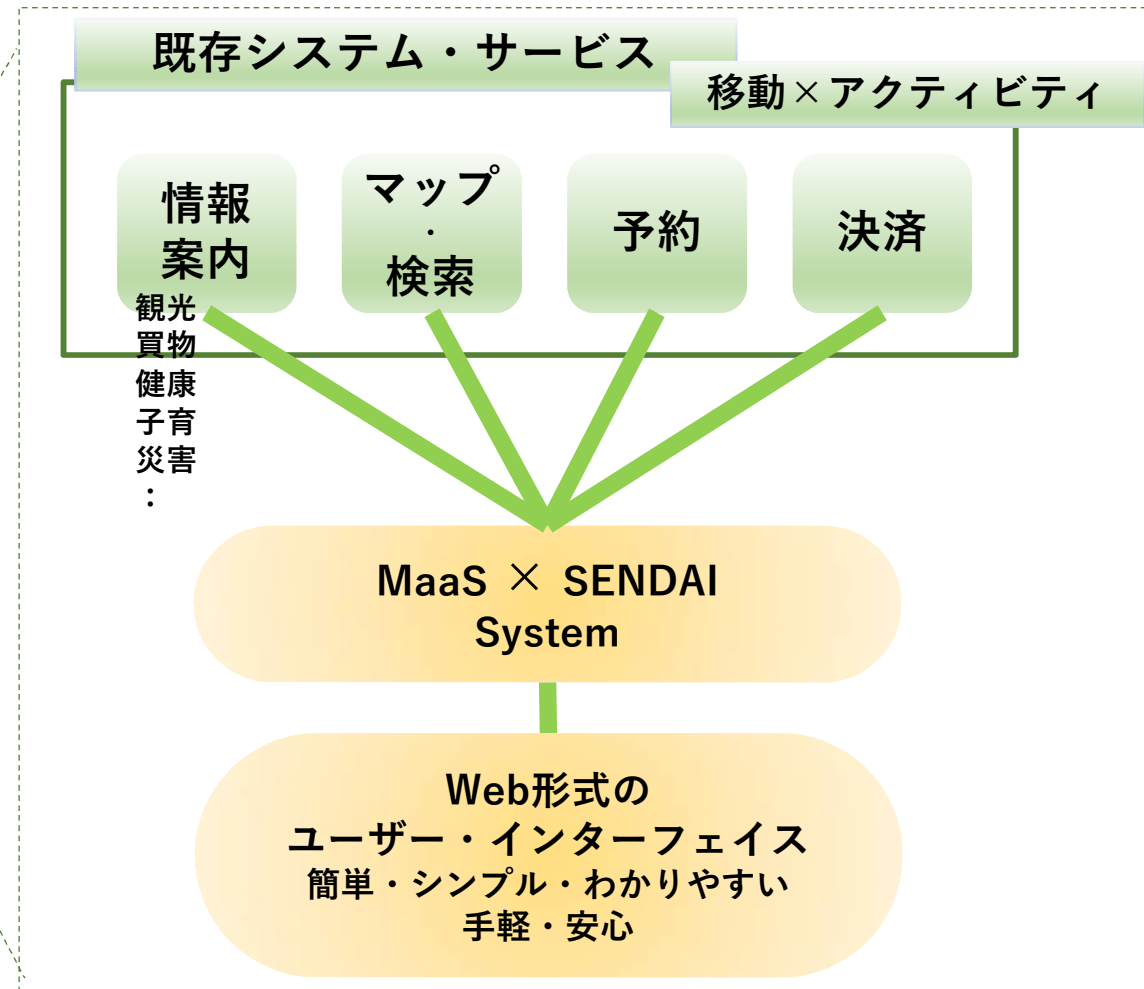 既存システム・サービス
移動×アクティビティ
情報
案内
マップ
・
検索
予約
決済
観光
買物
健康
子育
災害
：
MaaS × SENDAI
System
Web形式の
ユーザー・インターフェイス
簡単・シンプル・わかりやすい
手軽・安心